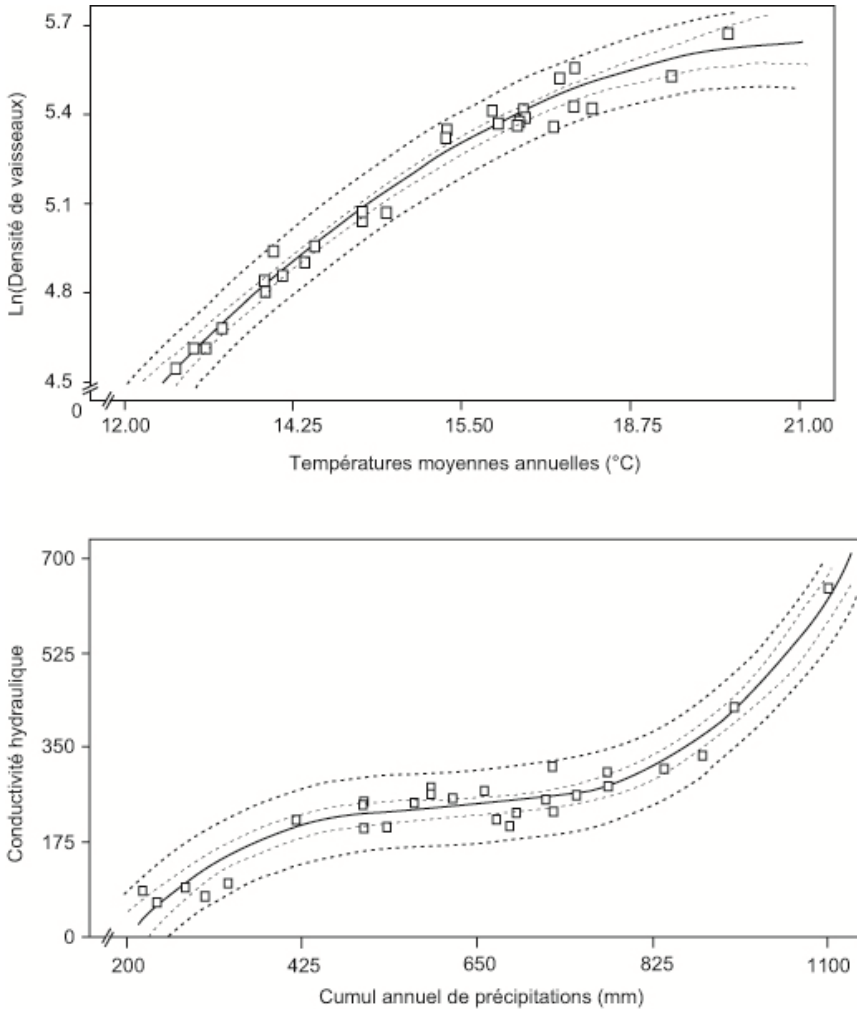 5.7
5.4
5.1
4.8
4.5
0
Ln(Densité de vaisseaux)
12.00 14.25 15.50 18.75 21.00
Températures moyennes annuelles (°C)
700
525
350
175
0
Conductivité hydraulique
200 425 650 825 1100
Cumul annuel de précipitations (mm)